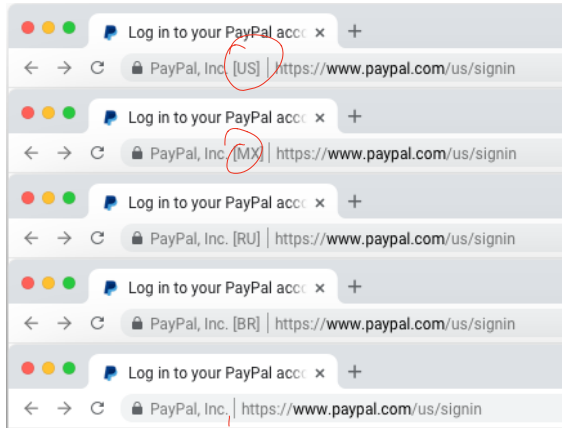 Log in to your PayPal acc × +
PayPal, Inc. [US] | https://www.paypal.com/us/signin
Log in to your PayPal acc × +
PayPal, Inc. [MX] | https://www.paypal.com/us/signin
Log in to your PayPal acc × +
PayPal, Inc. [RU] | https://www.paypal.com/us/signin
Log in to your PayPal acc × +
PayPal, Inc. [BR] | https://www.paypal.com/us/signin
Log in to your PayPal acc × +
PayPal, Inc. | https://www.paypal.com/us/signin